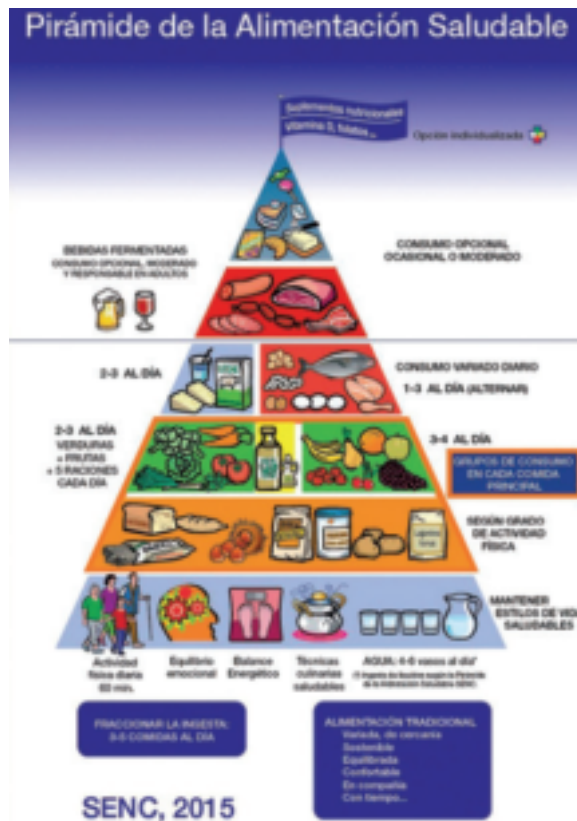 Pirámide de la Alimentación Saludable
Suplementos nutricionales
Vitamina D, folatos...
Opción individualizada
BEBIDAS FERMENTADAS
CONSUMO OPCIONAL, MODERADO
Y RESPONSABLE EN ADULTOS
CONSUMO OPCIONAL
OCASIONAL O MODERADO
2-3 AL DÍA
CONSUMO VARIADO DIARIO
1-3 AL DÍA (ALTERNAR)
2-3 AL DÍA
VERDURAS
+ FRUTAS
+ 5 RACIONES
CADA DÍA
3-4 AL DÍA
GRUPOS DE CONSUMO
EN CADA COMIDA
PRINCIPAL
SEGÚN GRADO
DE ACTIVIDAD
FÍSICA
MANTENER
ESTILOS DE VIDA
SALUDABLES
Actividad
física diaria
60 min.
Equilibrio
emocional
Balance
Energético
Técnicas
culinarias
saludables
AGUA: 4-6 vasos al día*
de la SENC
FRACCIONAR LA INGESTA:
3-5 COMIDAS AL DÍA
ALIMENTACIÓN TRADICIONAL
Variada, de cercanía
Sostenible
Equilibrada
Confortable
En compañía
Con tiempo...
SENC, 2015